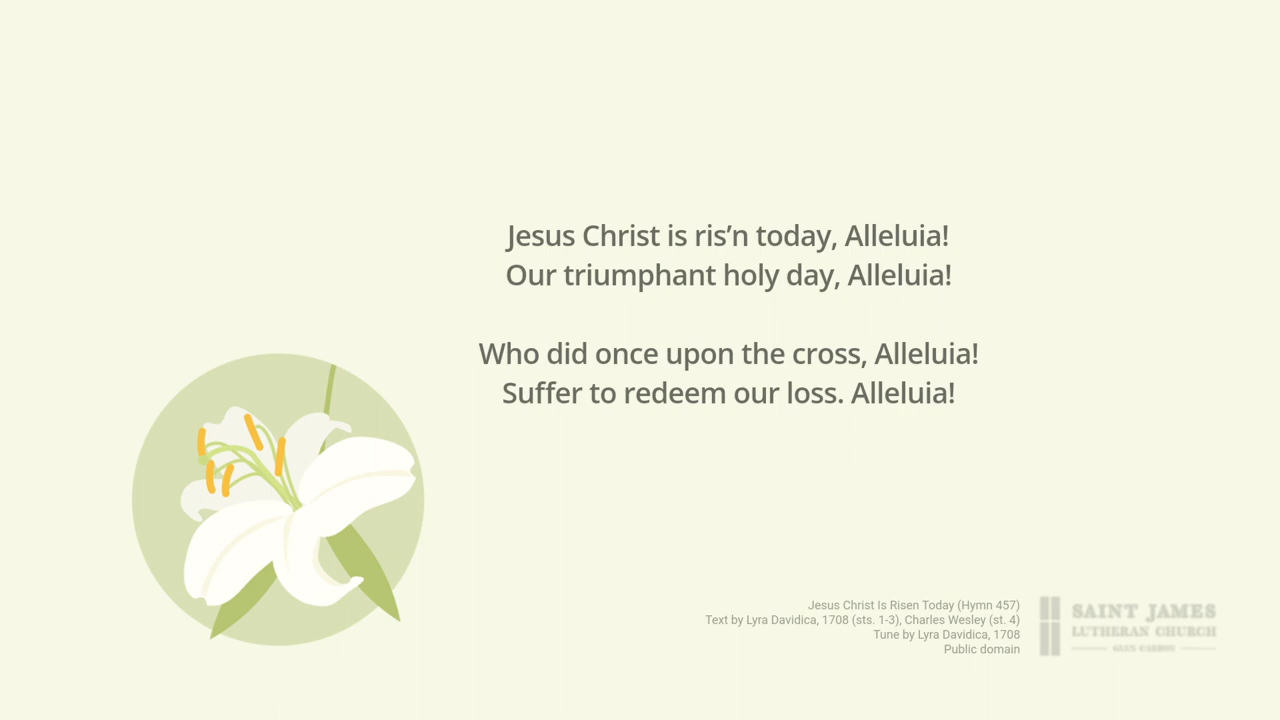 Jesus Christ is ris’n today, Alleluia!
Our triumphant holy day, Alleluia!
Who did once upon the cross, Alleluia!
Suffer to redeem our loss. Alleluia!
Jesus Christ Is Risen Today (Hymn 457)
Text by Lyra Davidica, 1708 (sts. 1-3), Charles Wesley (st. 4)
Tune by Lyra Davidica, 1708
Public domain
SAINT JAMES
LUTHERAN CHURCH
GLEN CARBON